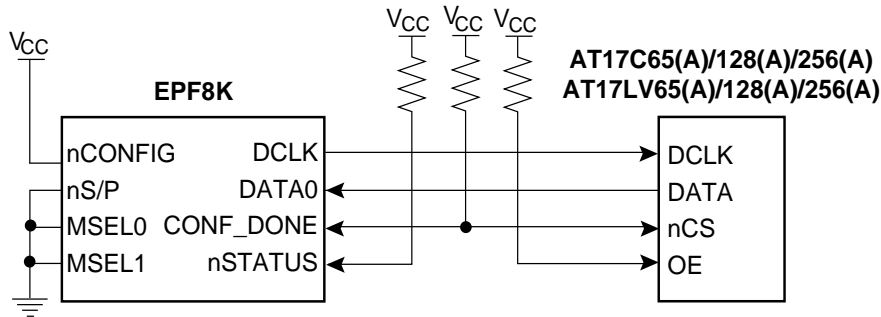 VCC VCC VCC
VCC
AT17C65(A)/128(A)/256(A)
AT17LV65(A)/128(A)/256(A)
EPF8K
nCONFIG DCLK DCLK
nS/P DATA0 DATA
MSEL0 CONF_DONE nCS
MSEL1 nSTATUS OE